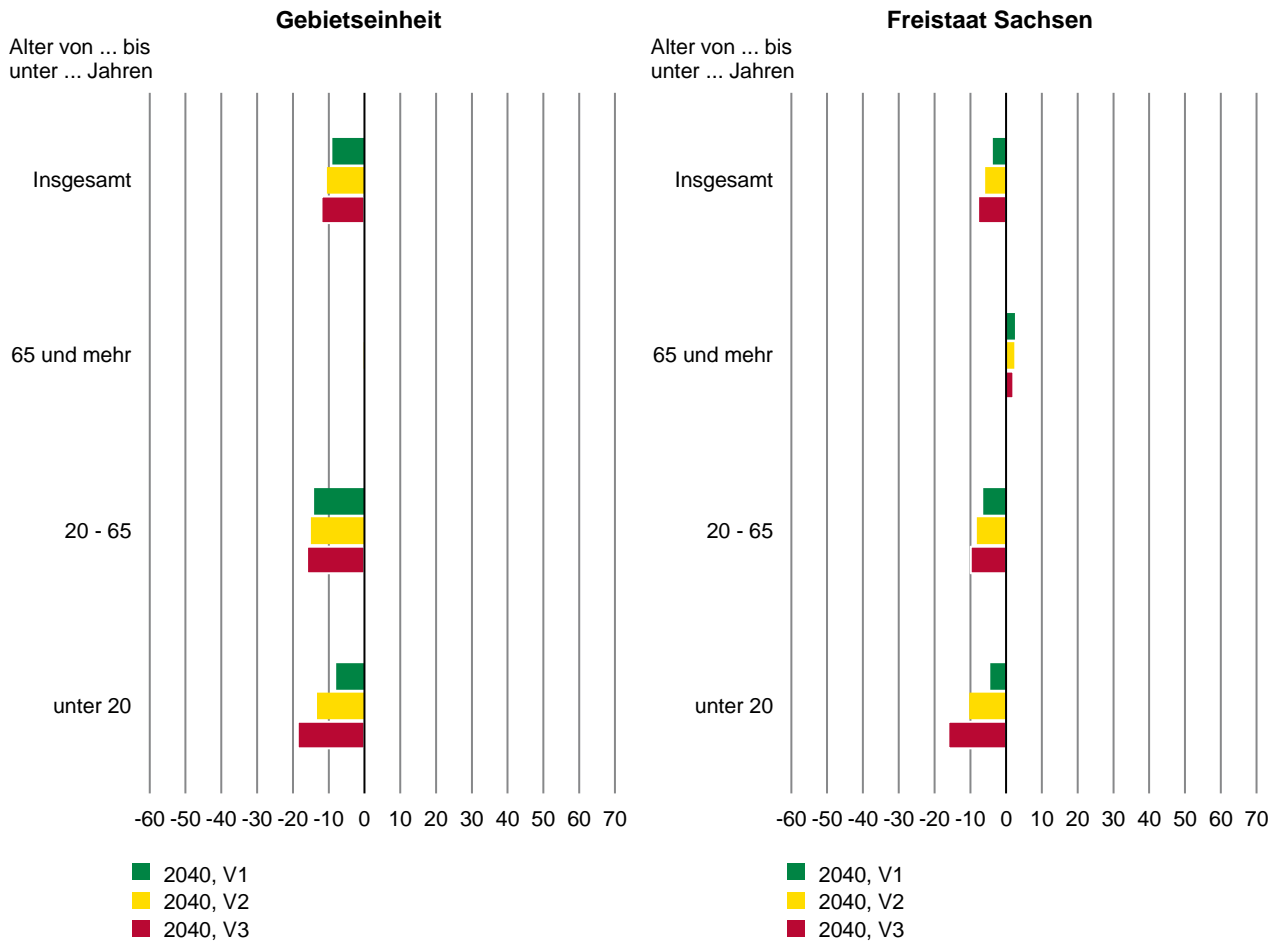 Gebietseinheit
Alter von ... bis
unter ... Jahren
Insgesamt
65 und mehr
20 - 65
unter 20
-60 -50 -40 -30 -20 -10 0 10 20 30 40 50 60 70
2040, V1
2040, V2
2040, V3
Freistaat Sachsen
Alter von ... bis
unter ... Jahren
Insgesamt
65 und mehr
20 - 65
unter 20
-60 -50 -40 -30 -20 -10 0 10 20 30 40 50 60 70
2040, V1
2040, V2
2040, V3